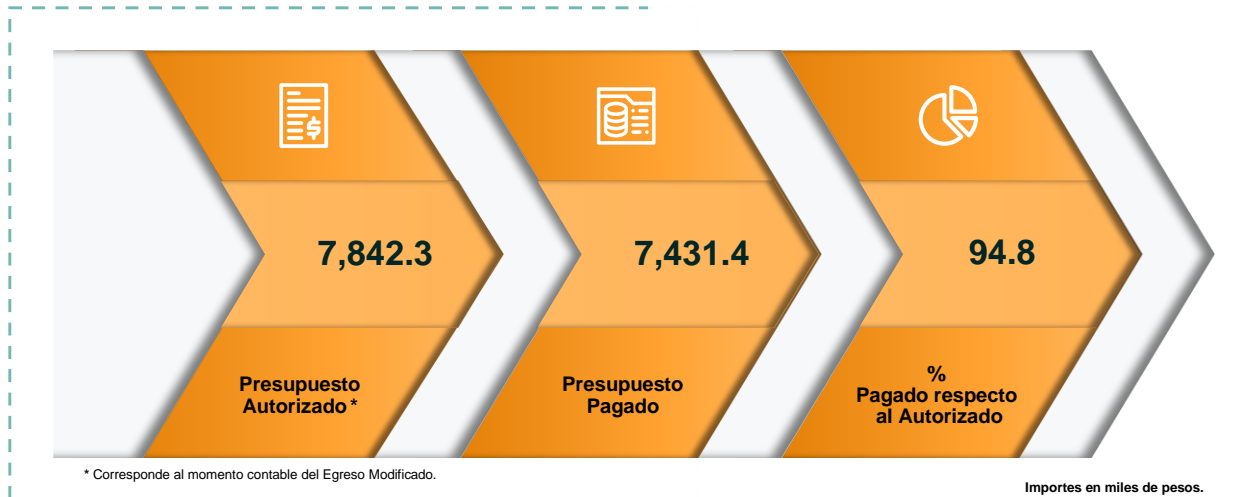 7,842.3
7,431.4
94.8
Presupuesto
Autorizado *
Presupuesto
Pagado
%
Pagado respecto
al Autorizado
* Corresponde al momento contable del Egreso Modificado.
Importes en miles de pesos.